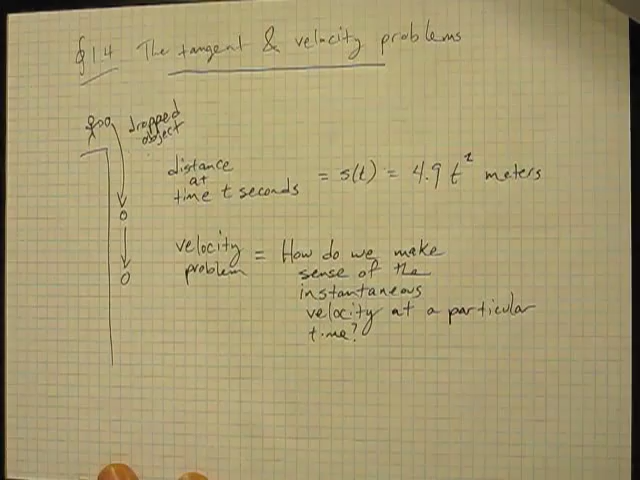 §1.4 The tangent & velocity problems
dropped
object
distance
at
time t seconds
= s(t) = 4.9 t² meters
velocity
problem
= How do we make
sense of the
instantaneous
velocity at a particular
time?